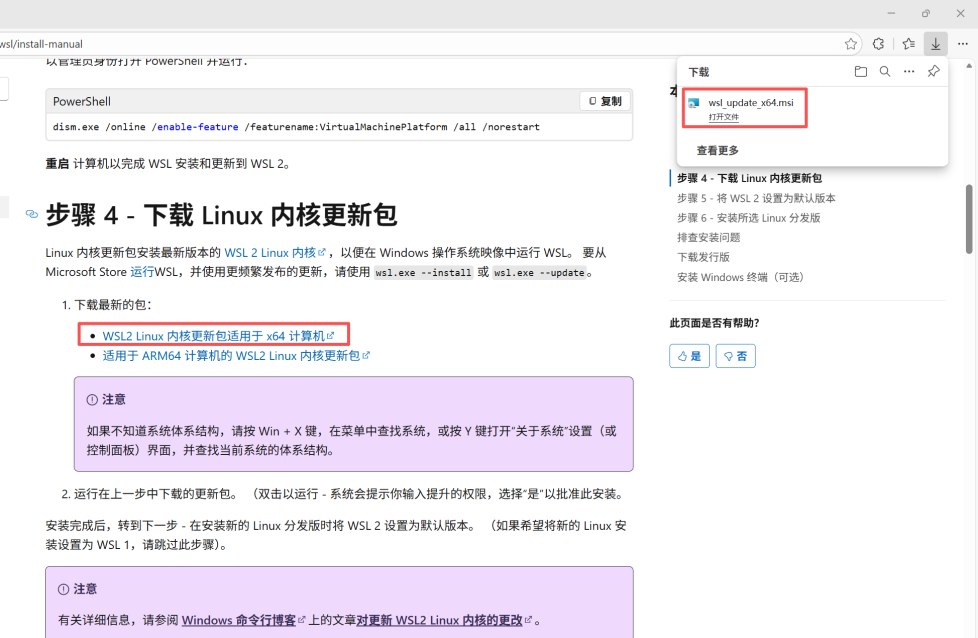 wsl/install-manual
以管理员身份打开 PowerShell 并运行：
PowerShell
复制
dism.exe /online /enable-feature /featurename:VirtualMachinePlatform /all /norestart
重启 计算机以完成 WSL 安装和更新到 WSL 2。
步骤 4 - 下载 Linux 内核更新包
Linux 内核更新包安装最新版本的 WSL 2 Linux 内核，以便在 Windows 操作系统映像中运行 WSL。 要从
Microsoft Store 运行WSL，并使用更频繁发布的更新，请使用 wsl.exe --install 或 wsl.exe --update。
1. 下载最新的包：
• WSL2 Linux 内核更新包适用于 x64 计算机
• 适用于 ARM64 计算机的 WSL2 Linux 内核更新包
注意
如果不知道系统体系结构，请按 Win + X 键，在菜单中查找系统，或按 Y 键打开“关于系统”设置（或
控制面板）界面，并查找当前系统的体系结构。
2. 运行在上一步中下载的更新包。 （双击以运行 - 系统会提示你输入提升的权限，选择“是”以批准此安装。
安装完成后，转到下一步 - 在安装新的 Linux 分发版时将 WSL 2 设置为默认版本。 （如果希望将新的 Linux 安
装设置为 WSL 1，请跳过此步骤）。
注意
有关详细信息，请参阅 Windows 命令行博客 上的文章对更新 WSL2 Linux 内核的更改。
下载
wsl_update_x64.msi
打开文件
查看更多
步骤 4 - 下载 Linux 内核更新包
步骤 5 - 将 WSL 2 设置为默认版本
步骤 6 - 安装所选 Linux 分发版
排查安装问题
下载发行版
安装 Windows 终端（可选）
此页面是否有帮助?
是
否